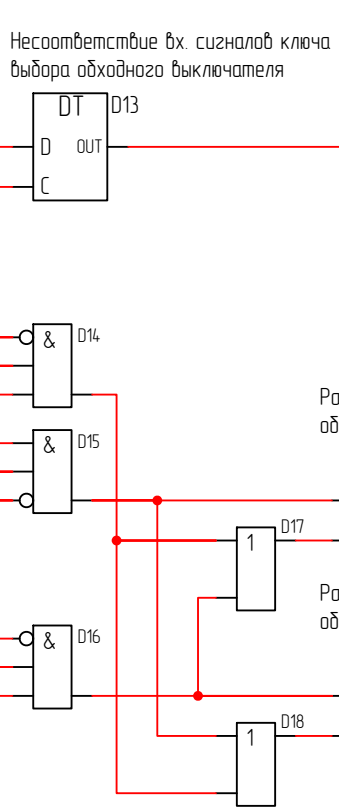 Несоответствие вх. сигналов ключа
выбора обходного выключателя
DT D13
D OUT
C
& D14
& D15
D17
1
& D16
D18
1